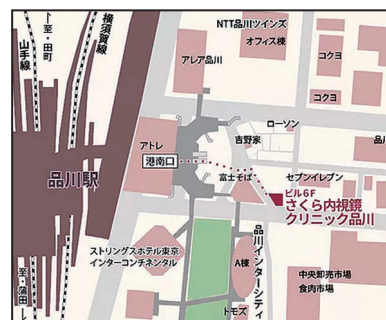 山手線
↑至・田町
横須賀線
NTT品川ツインズ
オフィス棟
コクヨ
アレア品川
コクヨ
ローソン
アトレ
吉野家
品川
港南口
富士そば
セブンイレブン
品川駅
ビル6F
さくら内視鏡
クリニック品川
ストリングスホテル東京
インターコンチネンタル
A棟
品川インターシティ
中央卸売市場
食肉市場
至・蒲田↓
トモズ